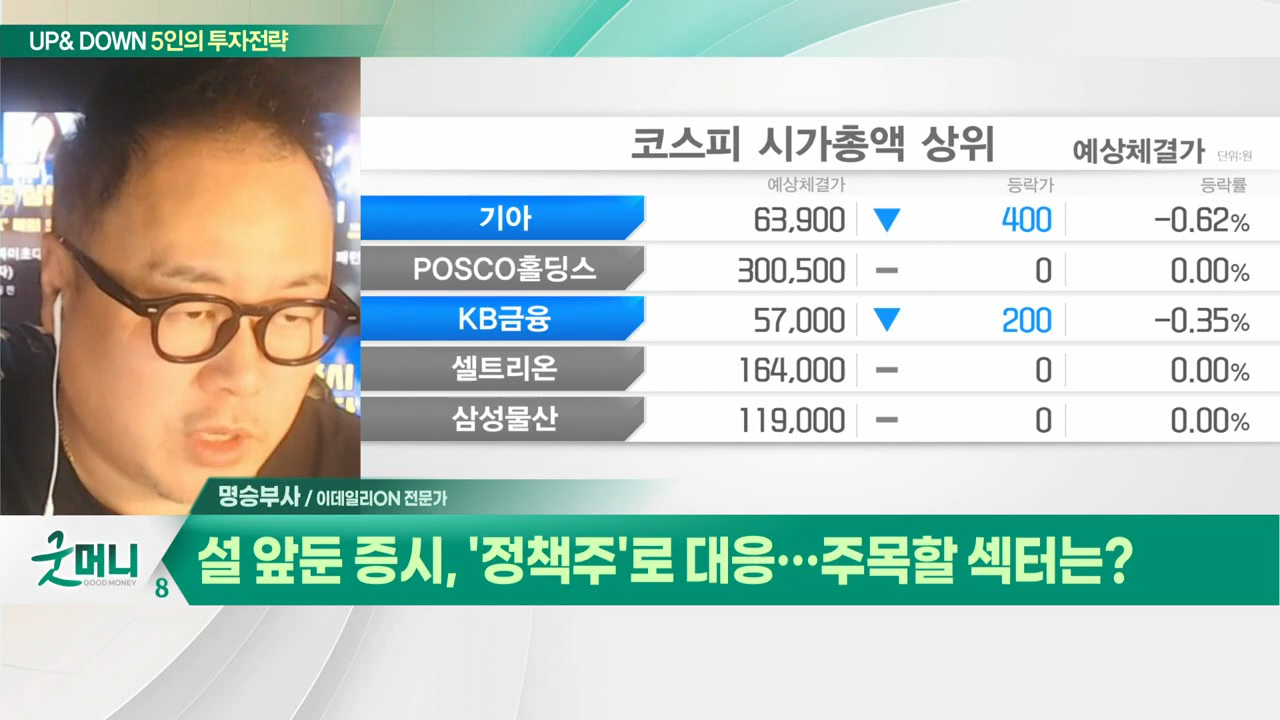 UP& DOWN 5인의 투자전략
코스피 시가총액 상위 예상체결가 단위:원
예상체결가 등락가 등락률
기아 63,900 ▼ 400 -0.62%
POSCO홀딩스 300,500 - 0 0.00%
KB금융 57,000 ▼ 200 -0.35%
셀트리온 164,000 - 0 0.00%
삼성물산 119,000 - 0 0.00%
명승부사 / 이데일리ON 전문가
굿머니
GOOD MONEY
8
설 앞둔 증시, '정책주'로 대응…주목할 섹터는?